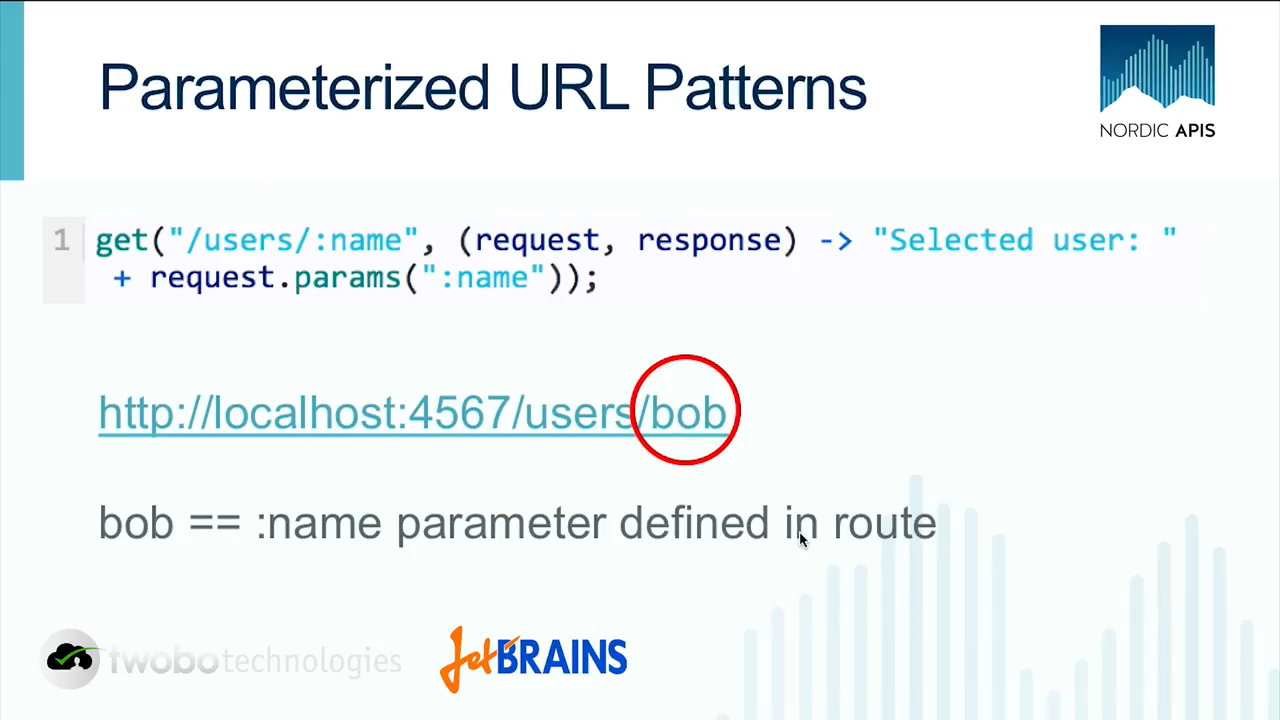 Parameterized URL Patterns
NORDIC APIS
1 get("/users/:name", (request, response) -> "Selected user: "
+ request.params(":name"));
http://localhost:4567/users/bob
bob == :name parameter defined in route
twobotechnologies
JetBRAINS